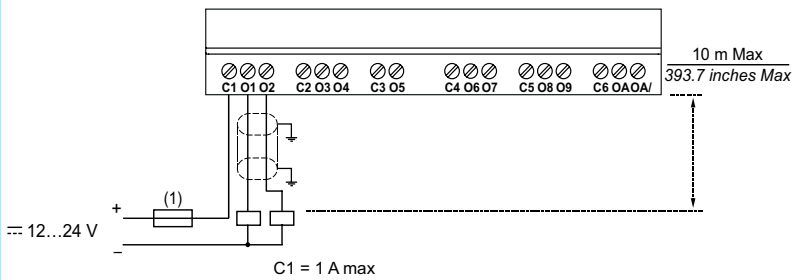 10 m Max
393.7 inches Max
C1 O1 O2 C2 O3 O4 C3 O5 C4 O6 O7 C5 O8 O9 C6 OA OA/
(1)
+
12...24 V
–
C1 = 1 A max